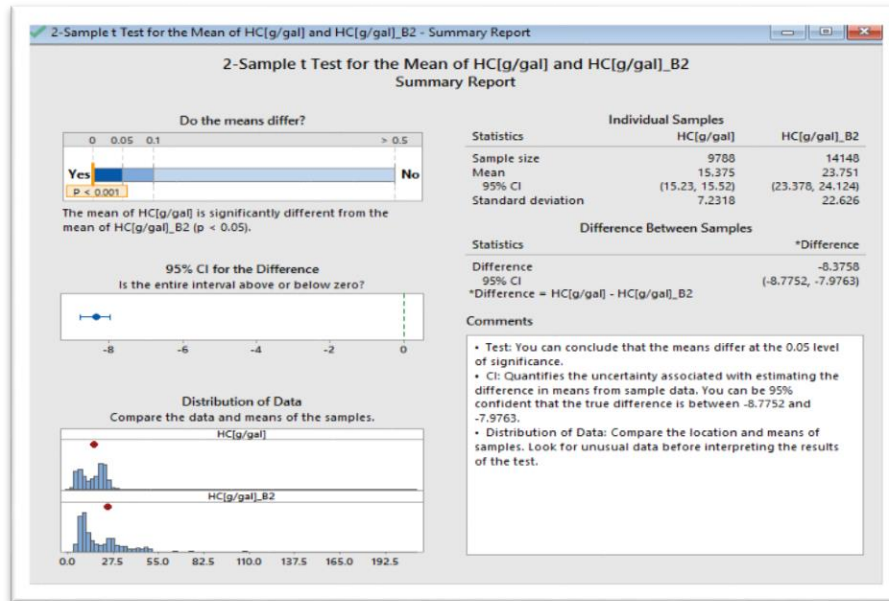 2-Sample t Test for the Mean of HC[g/gal] and HC[g/gal]_B2 - Summary Report
2-Sample t Test for the Mean of HC[g/gal] and HC[g/gal]_B2
Summary Report
Do the means differ?
0 0.05 0.1 > 0.5
Yes No
P < 0.001
The mean of HC[g/gal] is significantly different from the
mean of HC[g/gal]_B2 (p < 0.05).
95% CI for the Difference
Is the entire interval above or below zero?
-8 -6 -4 -2 0
Distribution of Data
Compare the data and means of the samples.
HC[g/gal]
HC[g/gal]_B2
0.0 27.5 55.0 82.5 110.0 137.5 165.0 192.5
Individual Samples
Statistics HC[g/gal] HC[g/gal]_B2
Sample size 9788 14148
Mean 15.375 23.751
95% CI (15.23, 15.52) (23.378, 24.124)
Standard deviation 7.2318 22.626
Difference Between Samples
Statistics *Difference
Difference -8.3758
95% CI (-8.7752, -7.9763)
*Difference = HC[g/gal] - HC[g/gal]_B2
Comments
• Test: You can conclude that the means differ at the 0.05 level
of significance.
• CI: Quantifies the uncertainty associated with estimating the
difference in means from sample data. You can be 95%
confident that the true difference is between -8.7752 and
-7.9763.
• Distribution of Data: Compare the location and means of
samples. Look for unusual data before interpreting the results
of the test.